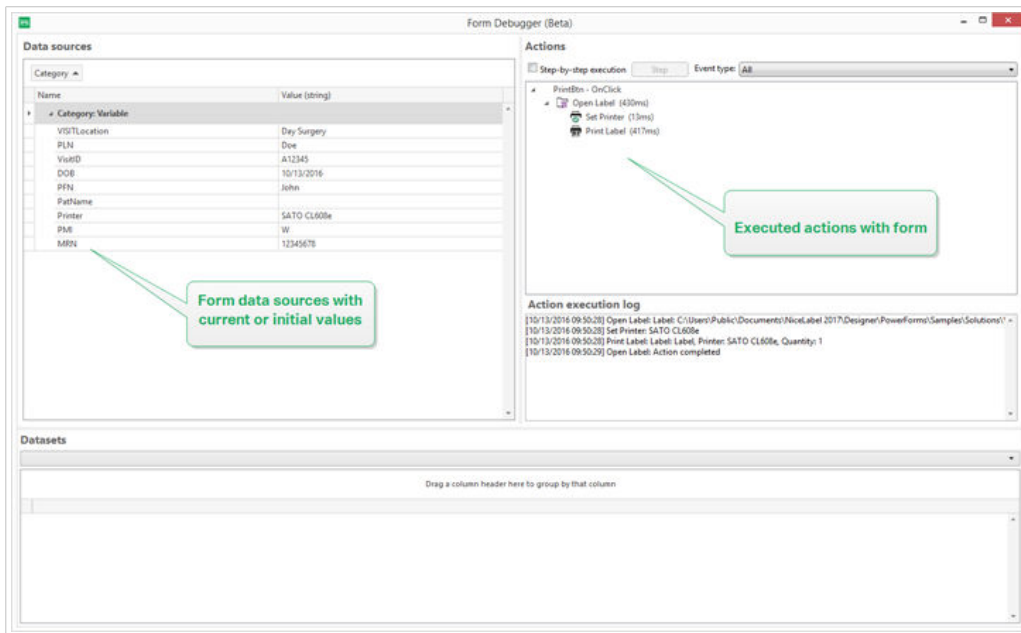 Form Debugger (Beta)
Data sources
Category
Name Value (string)
Category: Variable
VISITLocation Day Surgery
PLN Doe
VisitID A12345
DOB 10/13/2016
PFN John
PatName
Printer SATO CL608e
PMI W
MRN 12345678
Form data sources with
current or initial values
Actions
Step-by-step execution Step Event type: All
PrintBtn - OnClick
Open Label (430ms)
Set Printer (13ms)
Print Label (417ms)
Executed actions with form
Action execution log
[10/13/2016 09:50:28] Open Label: Label: C:\Users\Public\Documents\NiceLabel 2017\Designer\PowerForms\Samples\Solutions\
[10/13/2016 09:50:28] Set Printer: SATO CL608e
[10/13/2016 09:50:28] Print Label: Label: Label, Printer: SATO CL608e, Quantity: 1
[10/13/2016 09:50:29] Open Label: Action completed
Datasets
Drag a column header here to group by that column